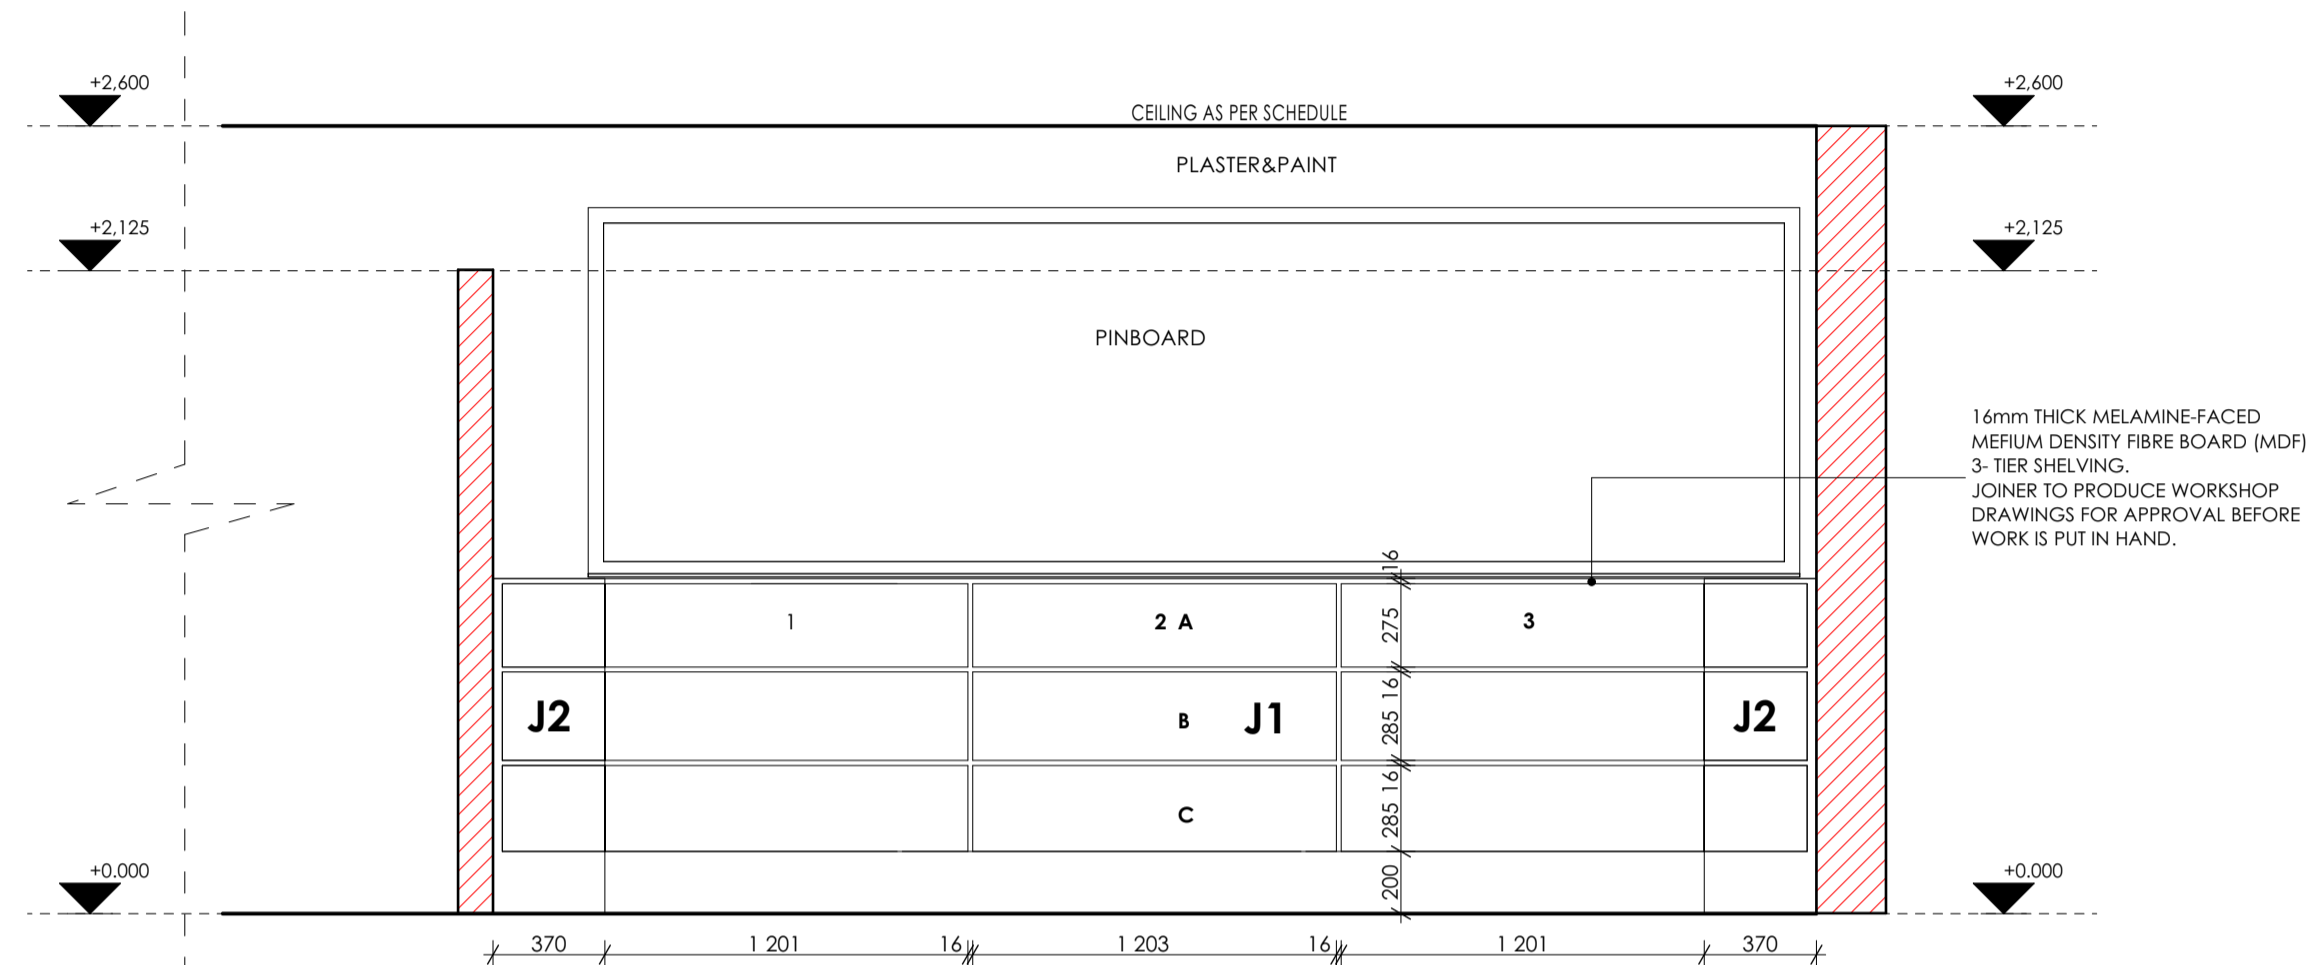 +2,600
+2,600
CEILING AS PER SCHEDULE
PLASTER&PAINT
+2,125
+2,125
PINBOARD
16mm THICK MELAMINE-FACED
MEFIUM DENSITY FIBRE BOARD (MDF)
3- TIER SHELVING.
JOINER TO PRODUCE WORKSHOP
DRAWINGS FOR APPROVAL BEFORE
WORK IS PUT IN HAND.
16
1
2 A
275
3
J2
B
J1
285 16
J2
C
285 16
+0.000
200
+0.000
370
1 201
16
1 203
16
1 201
370